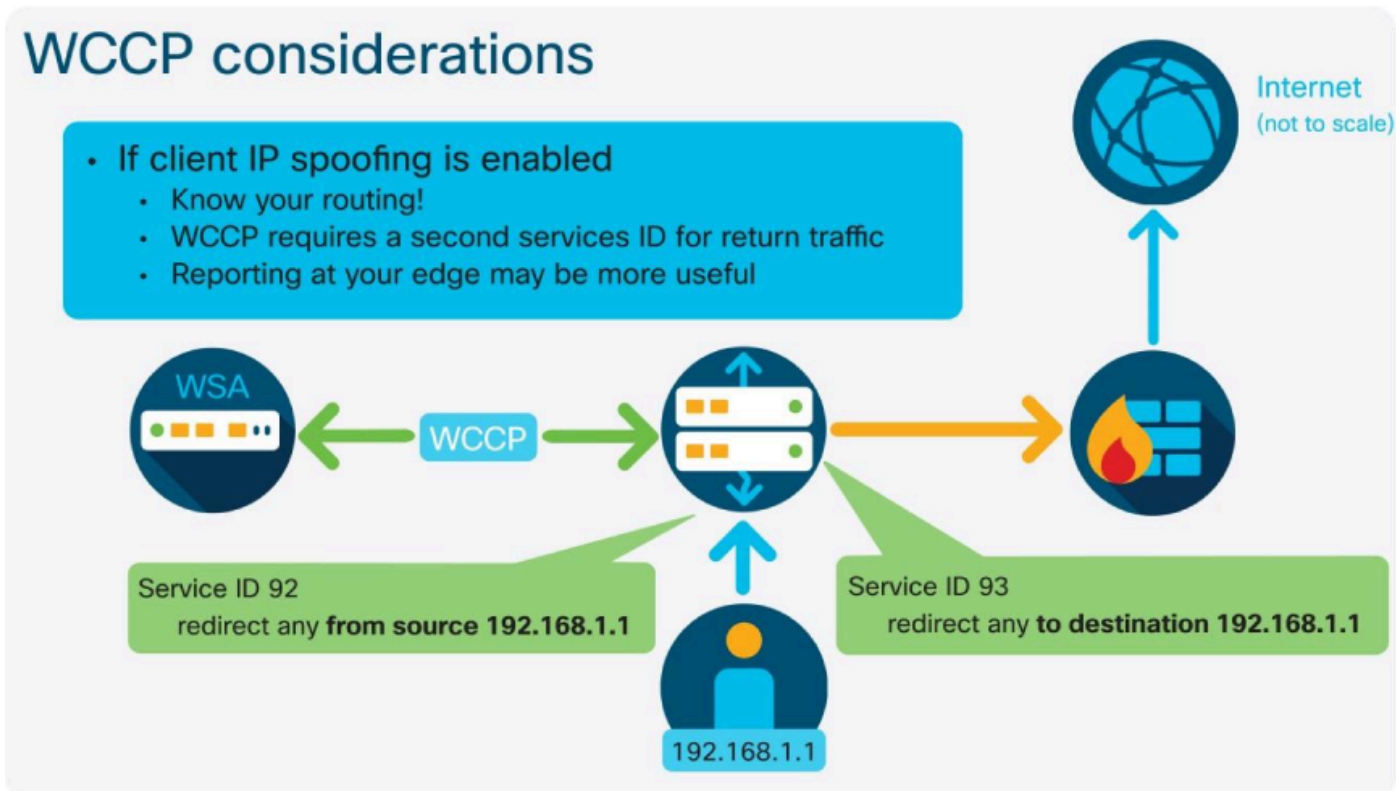 WCCP considerations
Internet
(not to scale)
• If client IP spoofing is enabled
• Know your routing!
• WCCP requires a second services ID for return traffic
• Reporting at your edge may be more useful
WSA
WCCP
Service ID 92
redirect any from source 192.168.1.1
Service ID 93
redirect any to destination 192.168.1.1
192.168.1.1